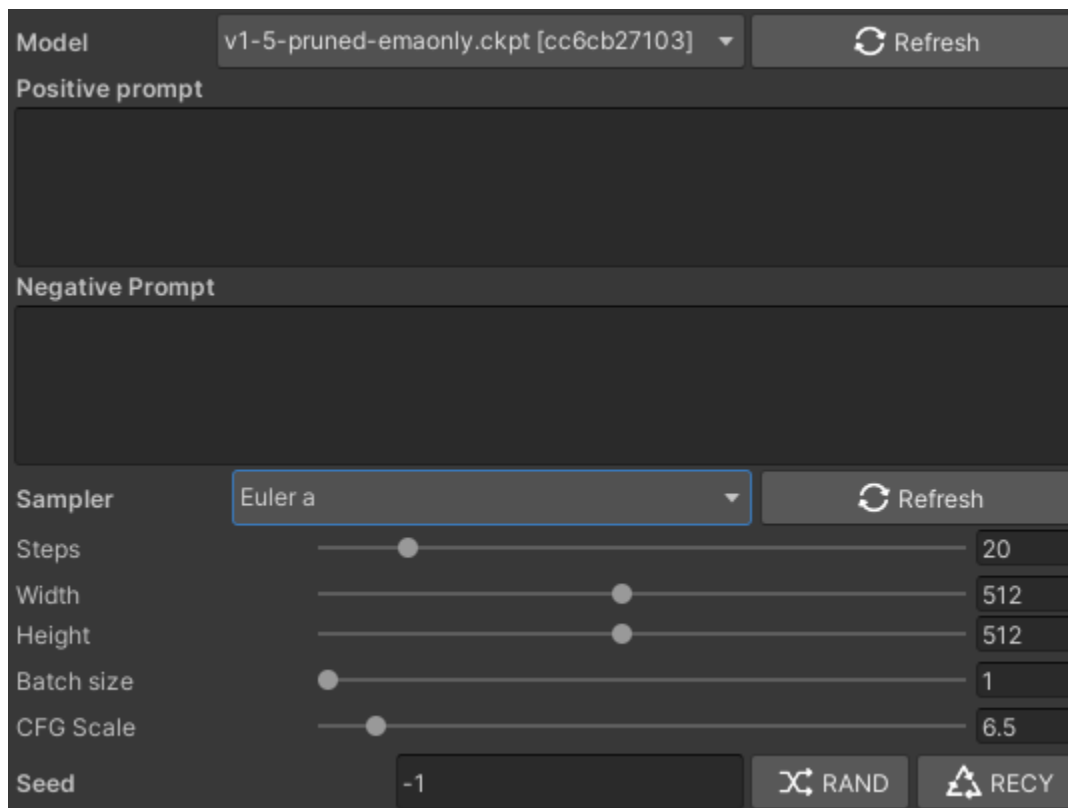 Model v1-5-pruned-emaonly.ckpt [cc6cb27103] Refresh
Positive prompt
Negative Prompt
Sampler Euler a Refresh
Steps 20
Width 512
Height 512
Batch size 1
CFG Scale 6.5
Seed -1 RAND RECY